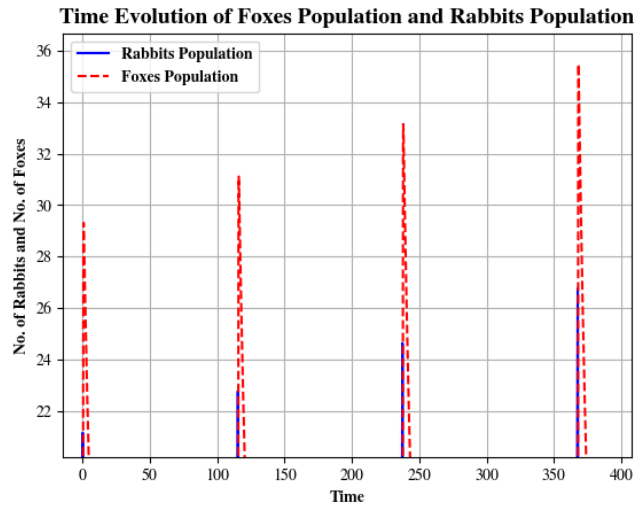 Time Evolution of Foxes Population and Rabbits Population
Rabbits Population
Foxes Population
No. of Rabbits and No. of Foxes
36
34
32
30
28
26
24
22
0 50 100 150 200 250 300 350 400
Time